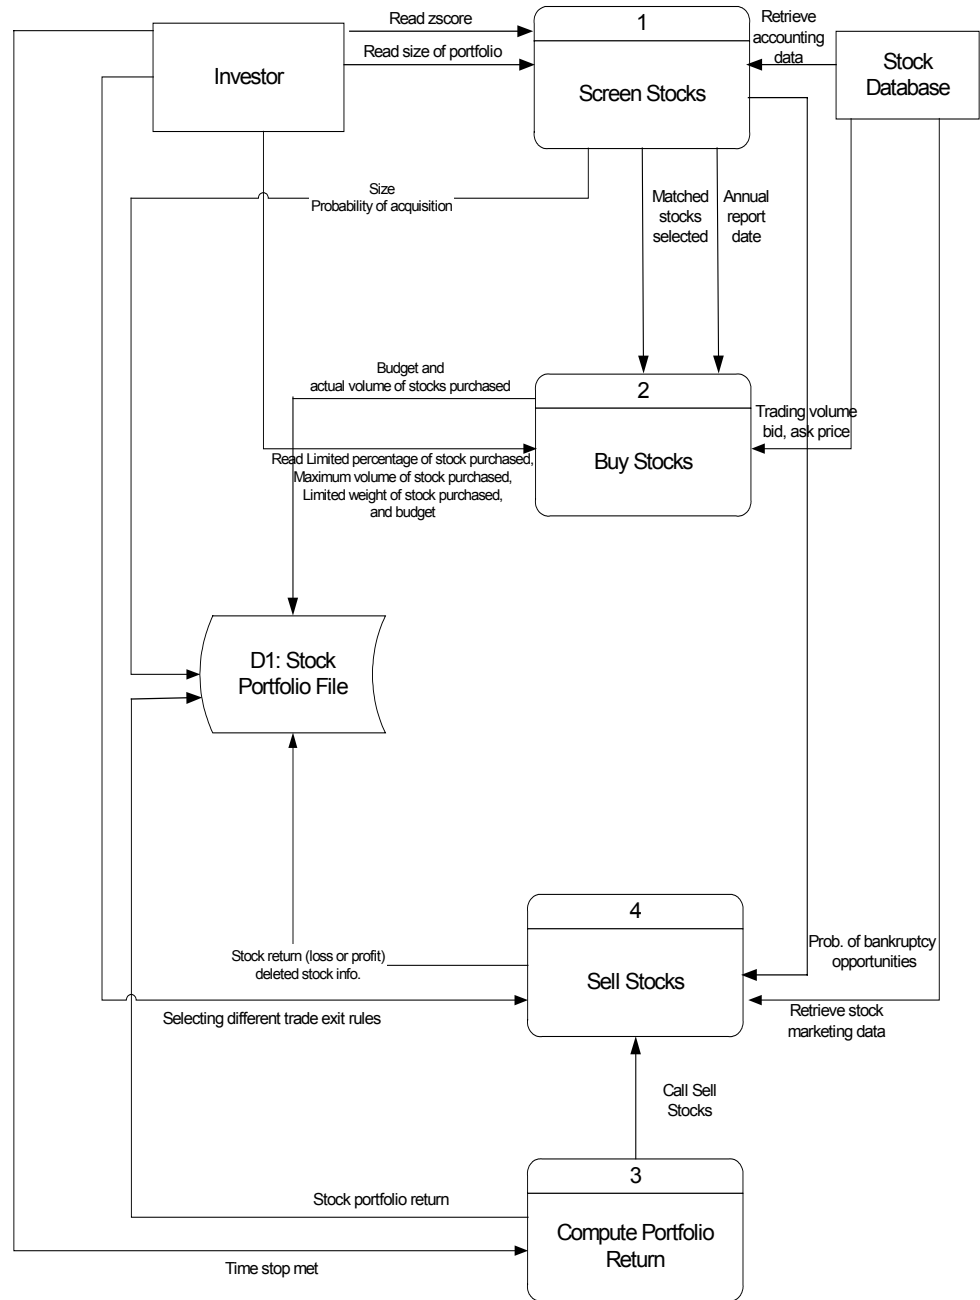 Read zscore
Read size of portfolio
Investor
1
Screen Stocks
Retrieve
accounting
data
Stock
Database
Size
Probability of acquisition
Matched
stocks
selected
Annual
report
date
Budget and
actual volume of stocks purchased
2
Buy Stocks
Trading volume
bid, ask price
Read Limited percentage of stock purchased,
Maximum volume of stock purchased,
Limited weight of stock purchased,
and budget
D1: Stock
Portfolio File
4
Sell Stocks
Stock return (loss or profit)
deleted stock info.
Selecting different trade exit rules
Prob. of bankruptcy
opportunities
Retrieve stock
marketing data
Call Sell
Stocks
3
Compute Portfolio
Return
Stock portfolio return
Time stop met